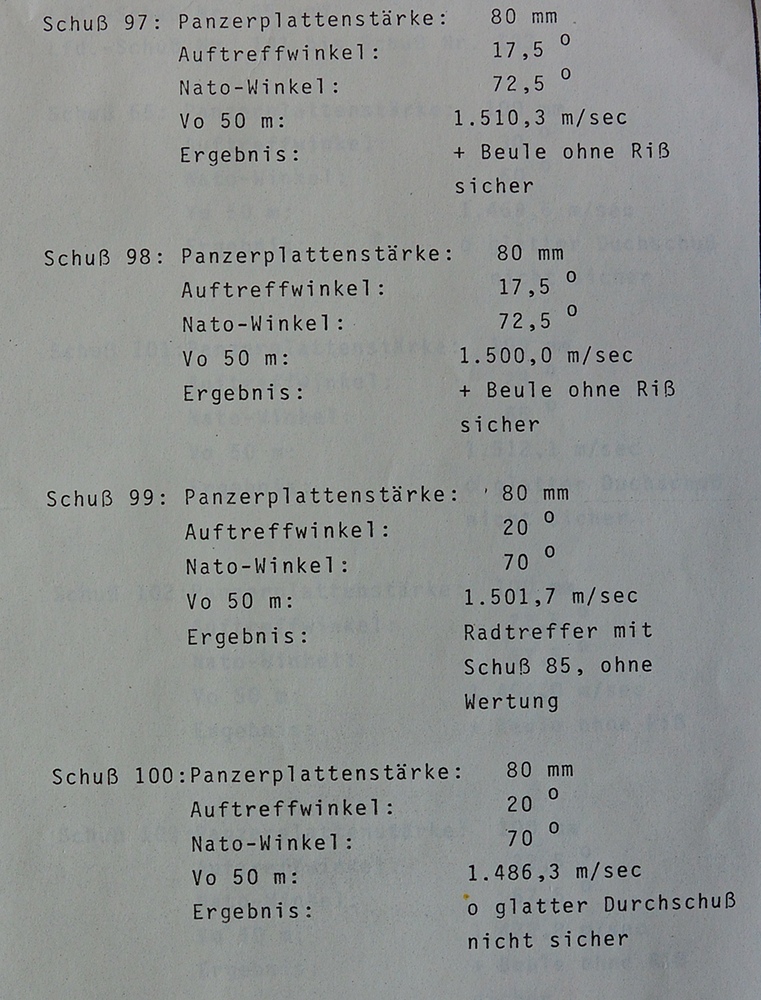 Schuß 97: Panzerplattenstärke: 80 mm
Auftreffwinkel: 17,5 º
Nato-Winkel: 72,5 º
Vo 50 m: 1.510,3 m/sec
Ergebnis: + Beule ohne Riß
sicher
Schuß 98: Panzerplattenstärke: 80 mm
Auftreffwinkel: 17,5 º
Nato-Winkel: 72,5 º
Vo 50 m: 1.500,0 m/sec
Ergebnis: + Beule ohne Riß
sicher
Schuß 99: Panzerplattenstärke: 80 mm
Auftreffwinkel: 20 º
Nato-Winkel: 70 º
Vo 50 m: 1.501,7 m/sec
Ergebnis: Radtreffer mit
Schuß 85, ohne
Wertung
Schuß 100:Panzerplattenstärke: 80 mm
Auftreffwinkel: 20 º
Nato-Winkel: 70 º
Vo 50 m: 1.486,3 m/sec
Ergebnis: o glatter Durchschuß
nicht sicher